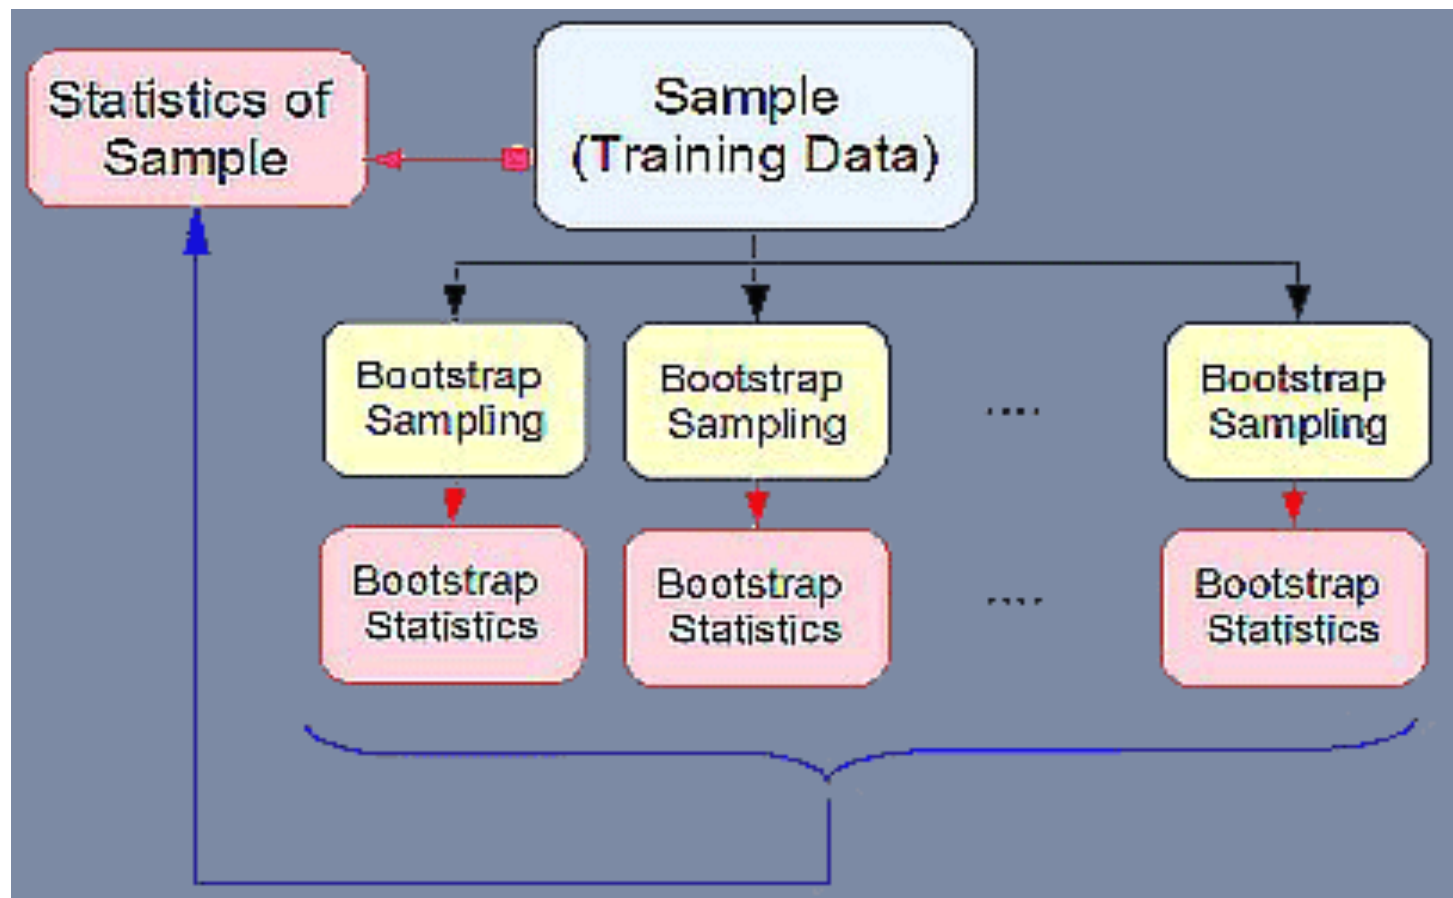 Statistics of
Sample
Sample
(Training Data)
Bootstrap
Sampling
Bootstrap
Sampling
....
Bootstrap
Sampling
Bootstrap
Statistics
Bootstrap
Statistics
....
Bootstrap
Statistics